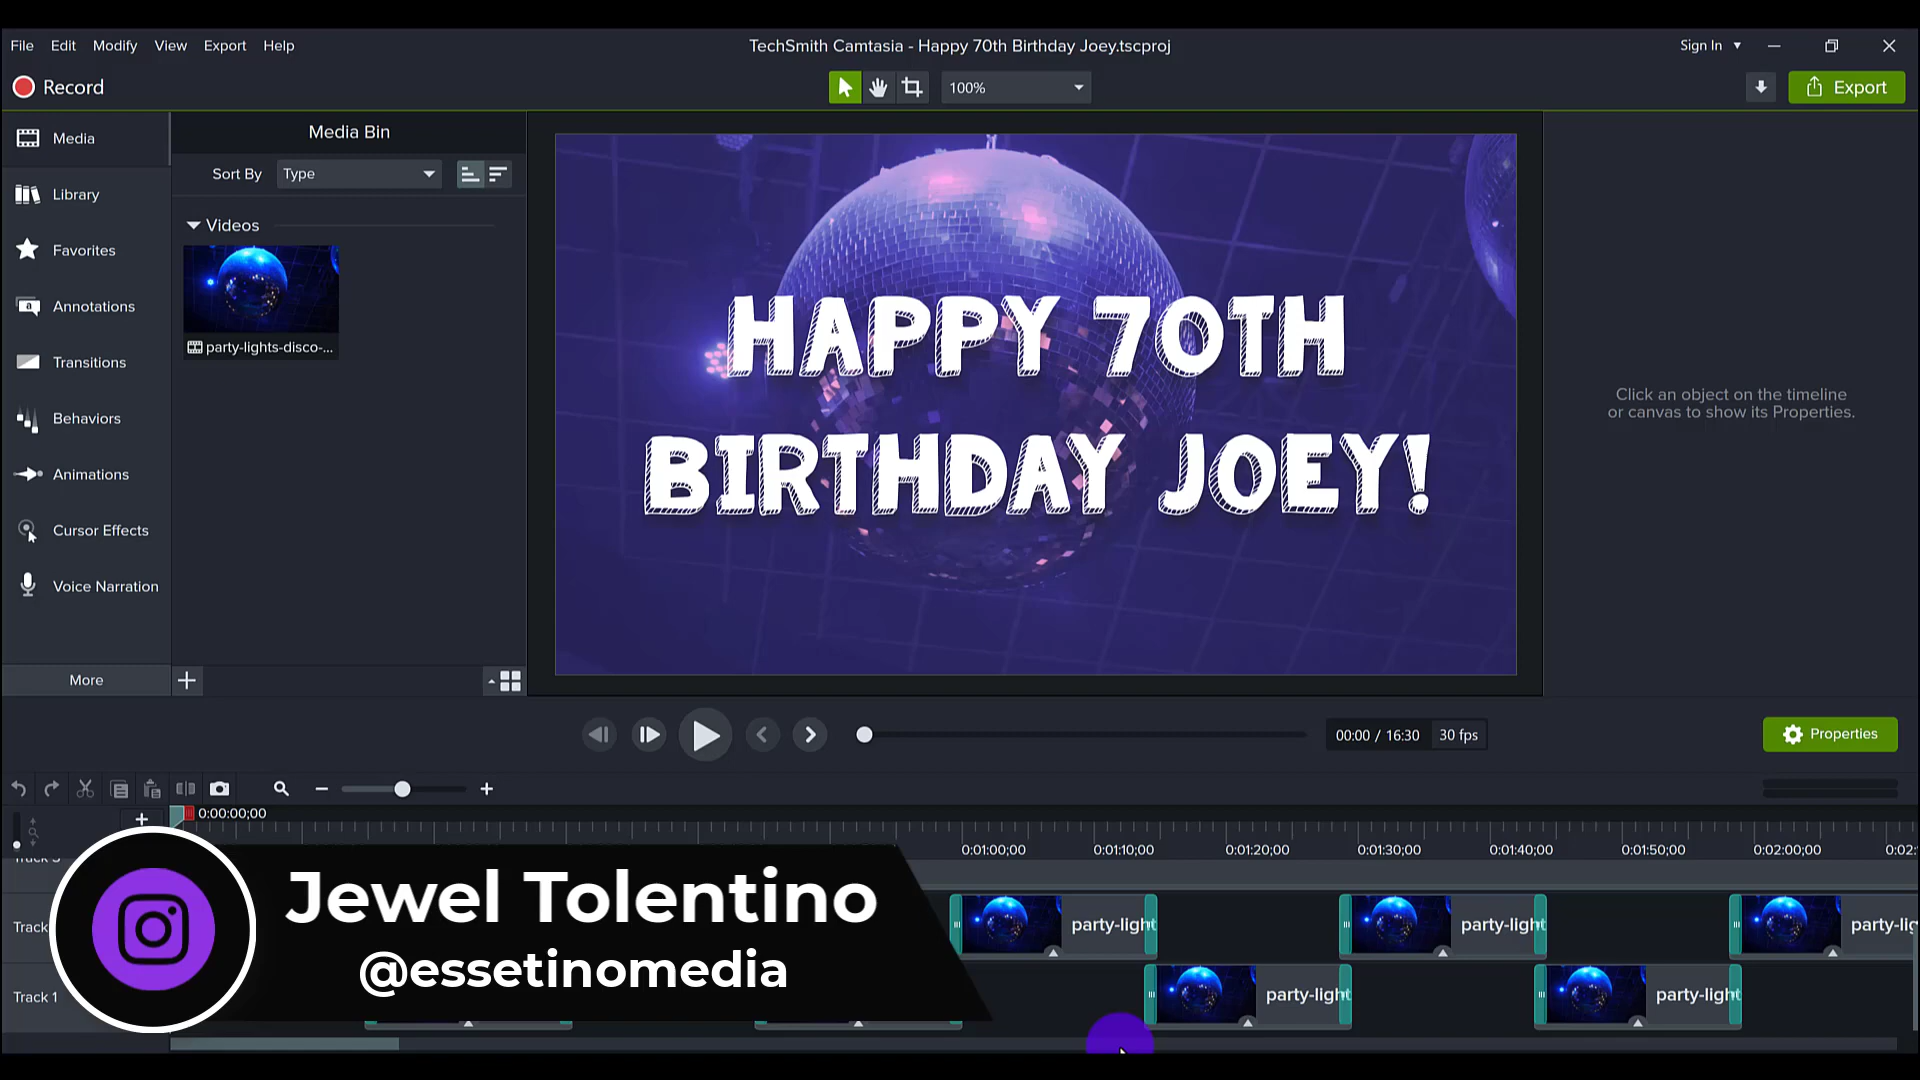 File Edit Modify View Export Help
TechSmith Camtasia - Happy 70th Birthday Joey.tscproj
Sign In
Record
100%
Export
Media
Library
Favorites
Annotations
Transitions
Behaviors
Animations
Cursor Effects
Voice Narration
More
Media Bin
Sort By Type
Videos
party-lights-disco-...
HAPPY 70TH
BIRTHDAY JOEY!
Click an object on the timeline
or canvas to show its Properties.
00:00 / 16:30 30 fps
Properties
0:00:00;00
0:01:00;00 0:01:10;00 0:01:20;00 0:01:30;00 0:01:40;00 0:01:50;00 0:02:00;00 0:02:
Track
party-light party-light party-lig
Track 1
party-light party-light
Jewel Tolentino
@essetinomedia